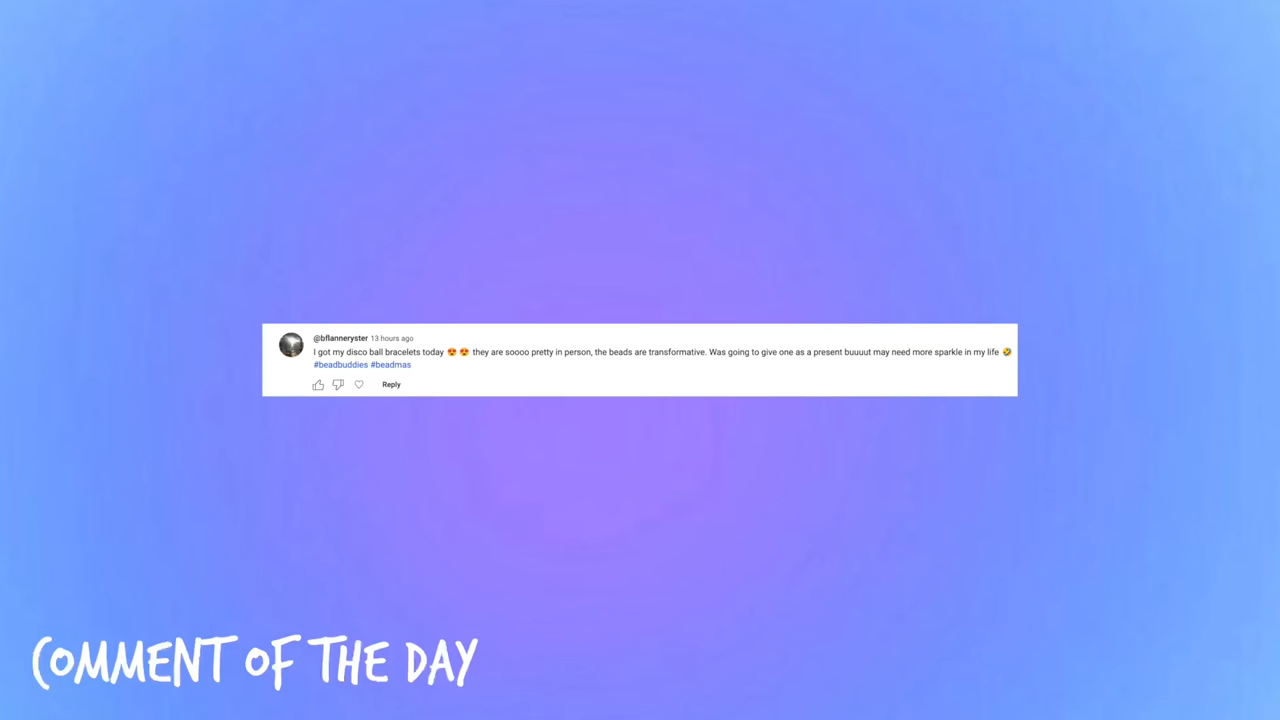 @bflanneryster 13 hours ago
I got my disco ball bracelets today 😍 😍 they are soooo pretty in person, the beads are transformative. Was going to give one as a present buuuut may need more sparkle in my life 🤣
#beadbuddies #beadmas
Reply
COMMENT OF THE DAY